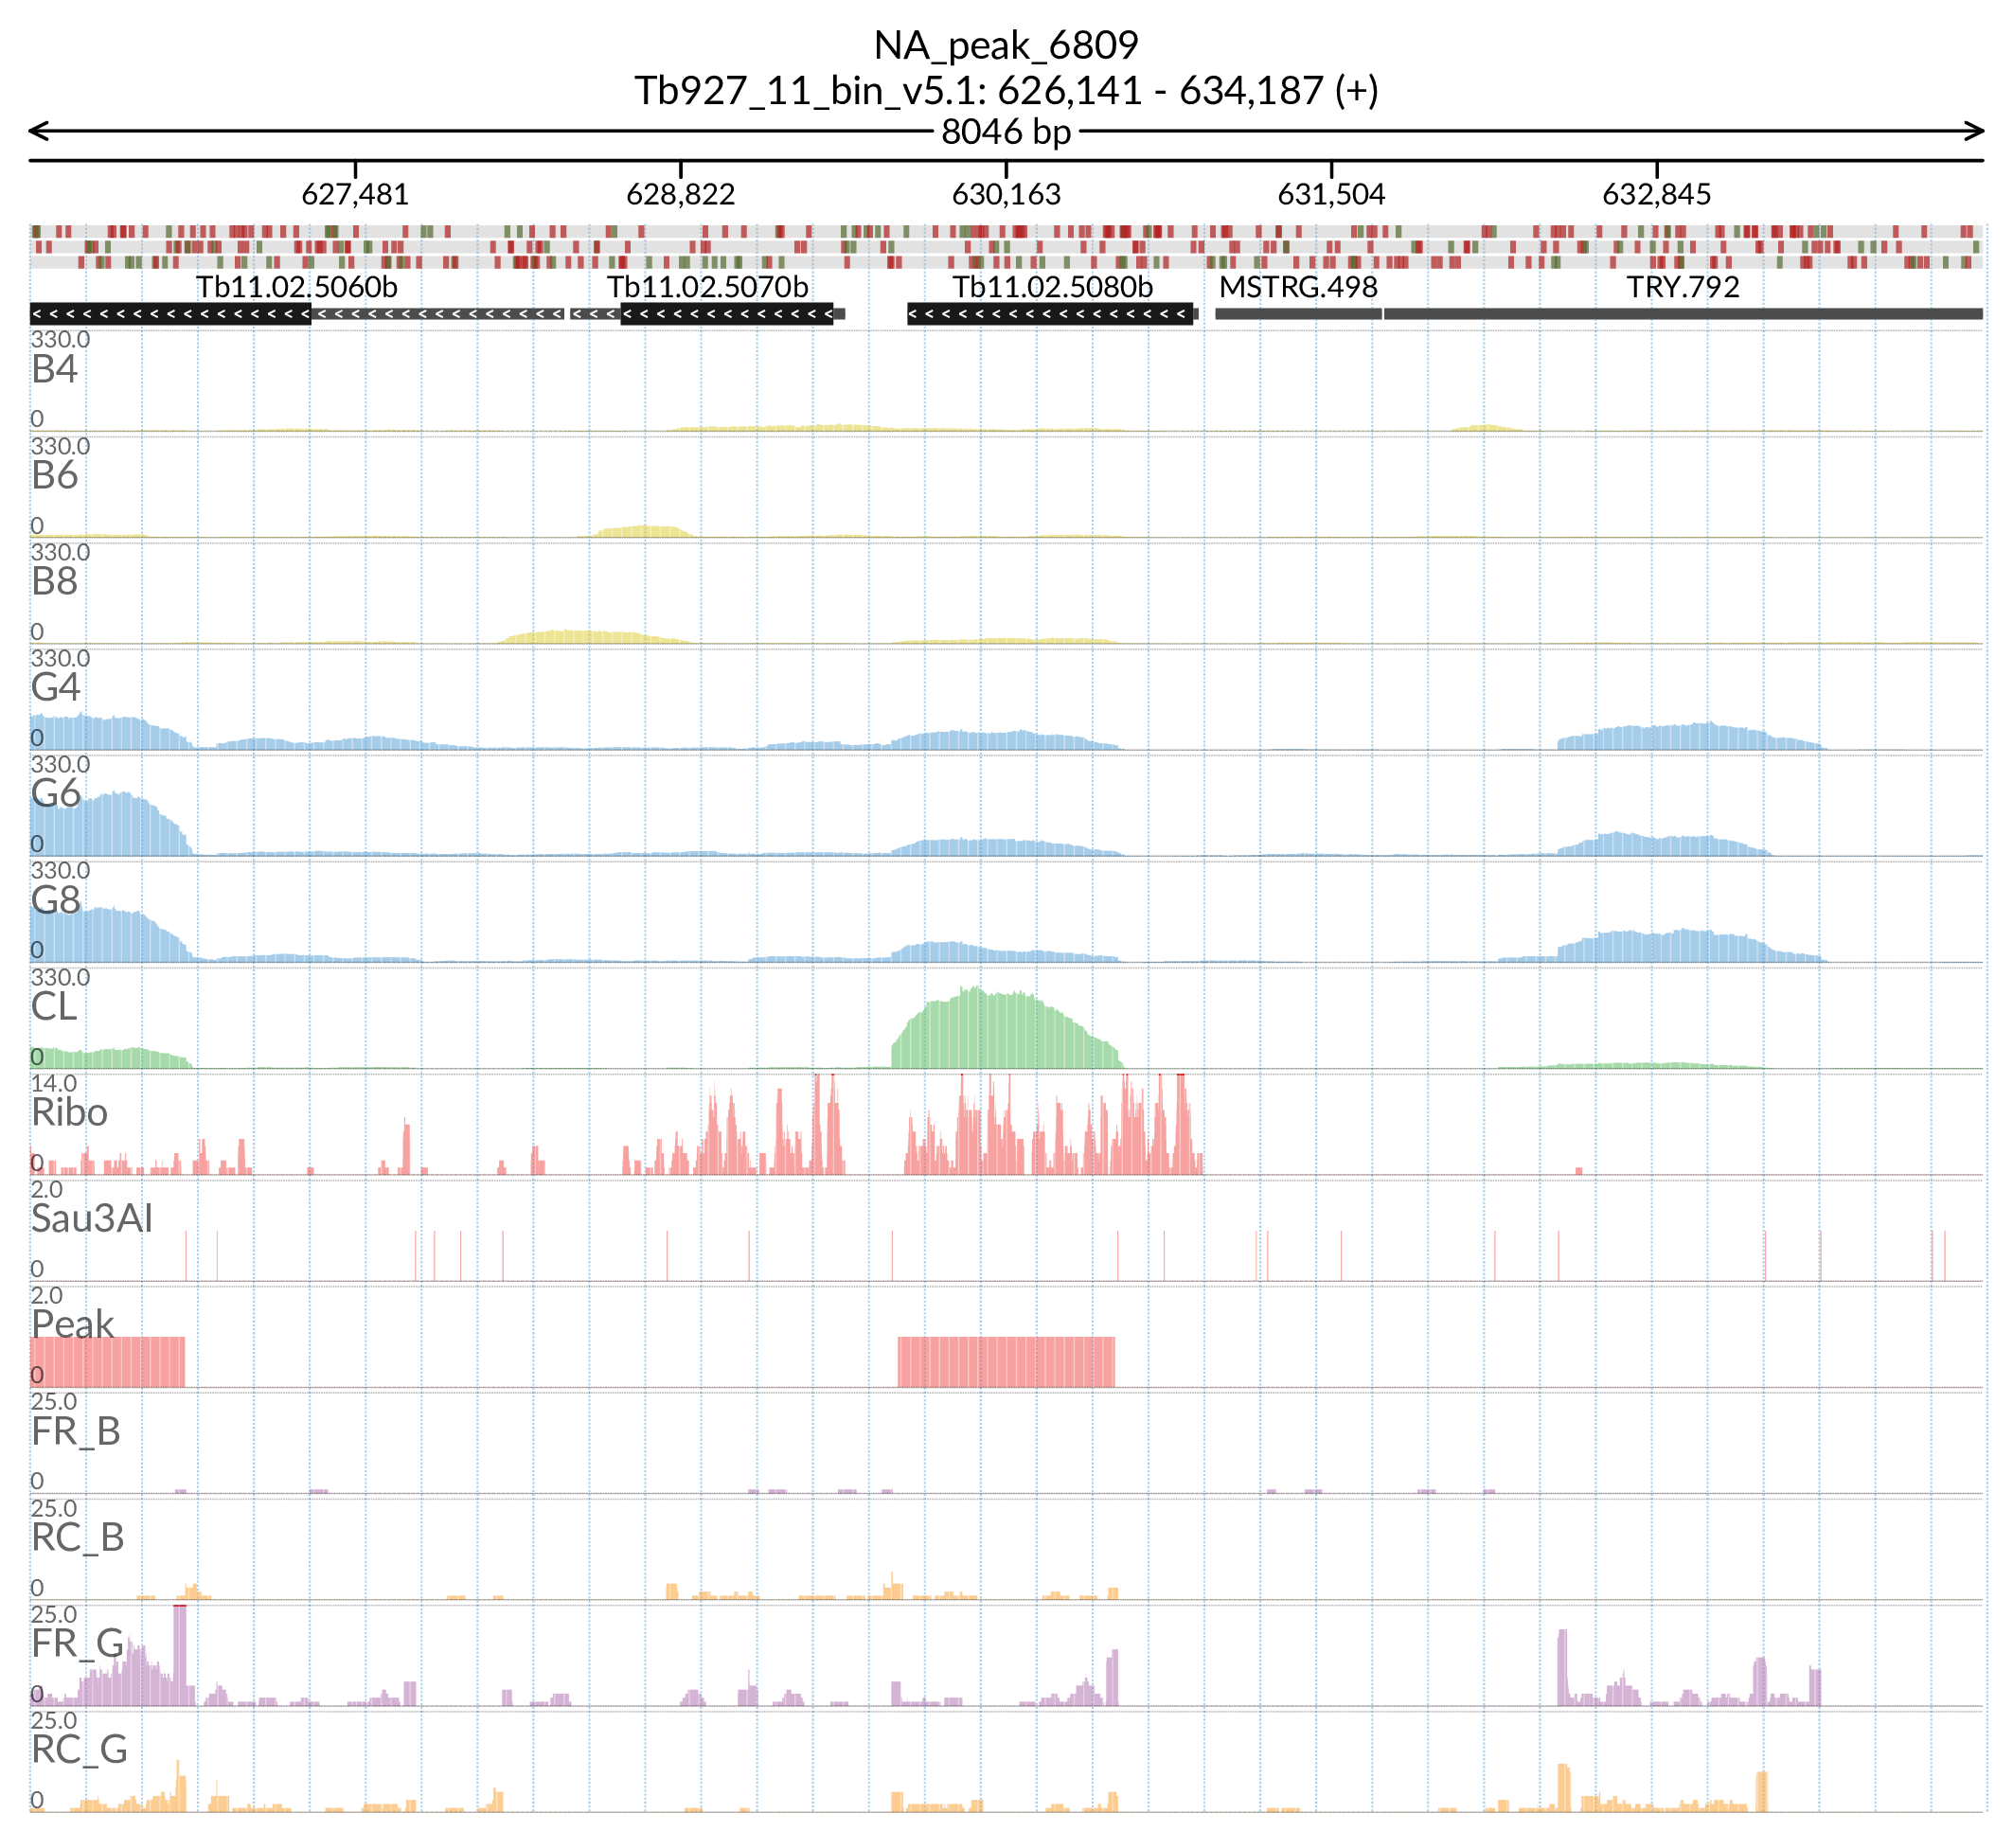 NA_peak_6809
Tb927_11_bin_v5.1: 626,141 - 634,187 (+)
8046 bp
627,481 628,822 630,163 631,504 632,845
Tb11.02.5060b Tb11.02.5070b Tb11.02.5080b MSTRG.498 TRY.792
330.0
B4
0
330.0
B6
0
330.0
B8
0
330.0
G4
0
330.0
G6
0
330.0
G8
0
330.0
CL
0
14.0
Ribo
0
2.0
Sau3AI
0
2.0
Peak
0
25.0
FR_B
0
25.0
RC_B
0
25.0
FR_G
0
25.0
RC_G
0